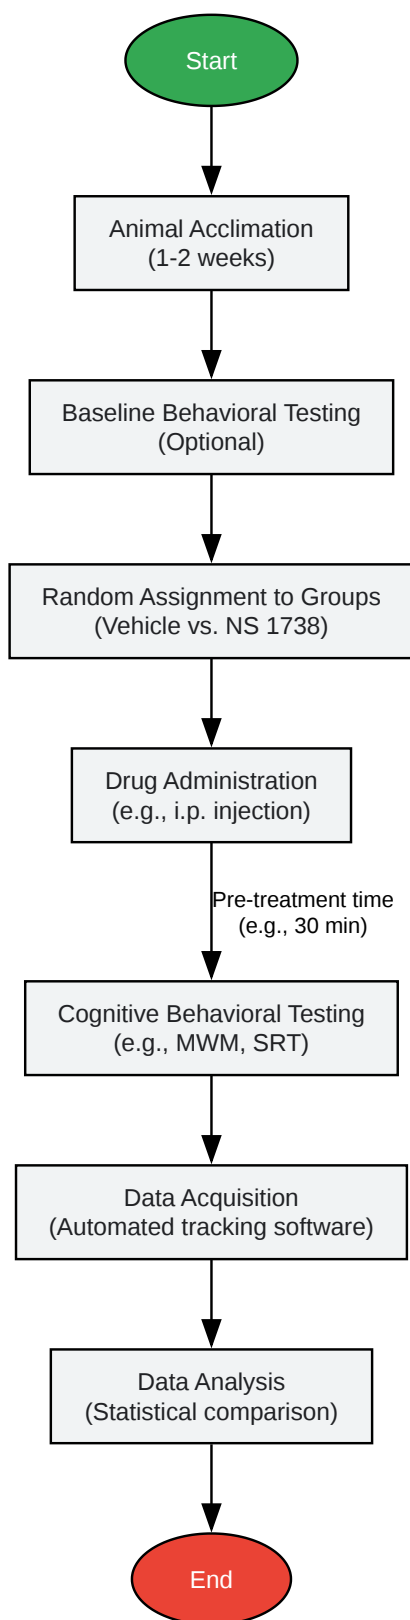 Start
Animal Acclimation
(1-2 weeks)
Baseline Behavioral Testing
(Optional)
Random Assignment to Groups
(Vehicle vs. NS 1738)
Drug Administration
(e.g., i.p. injection)
Pre-treatment time
(e.g., 30 min)
Cognitive Behavioral Testing
(e.g., MWM, SRT)
Data Acquisition
(Automated tracking software)
Data Analysis
(Statistical comparison)
End